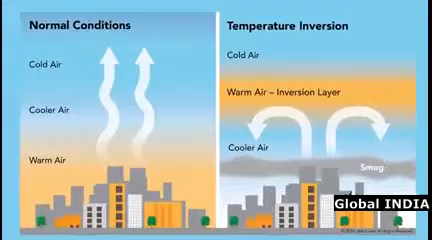 Normal Conditions
Cold Air
Cooler Air
Warm Air
Temperature Inversion
Cold Air
Warm Air – Inversion Layer
Cooler Air
Smog
Global INDIA